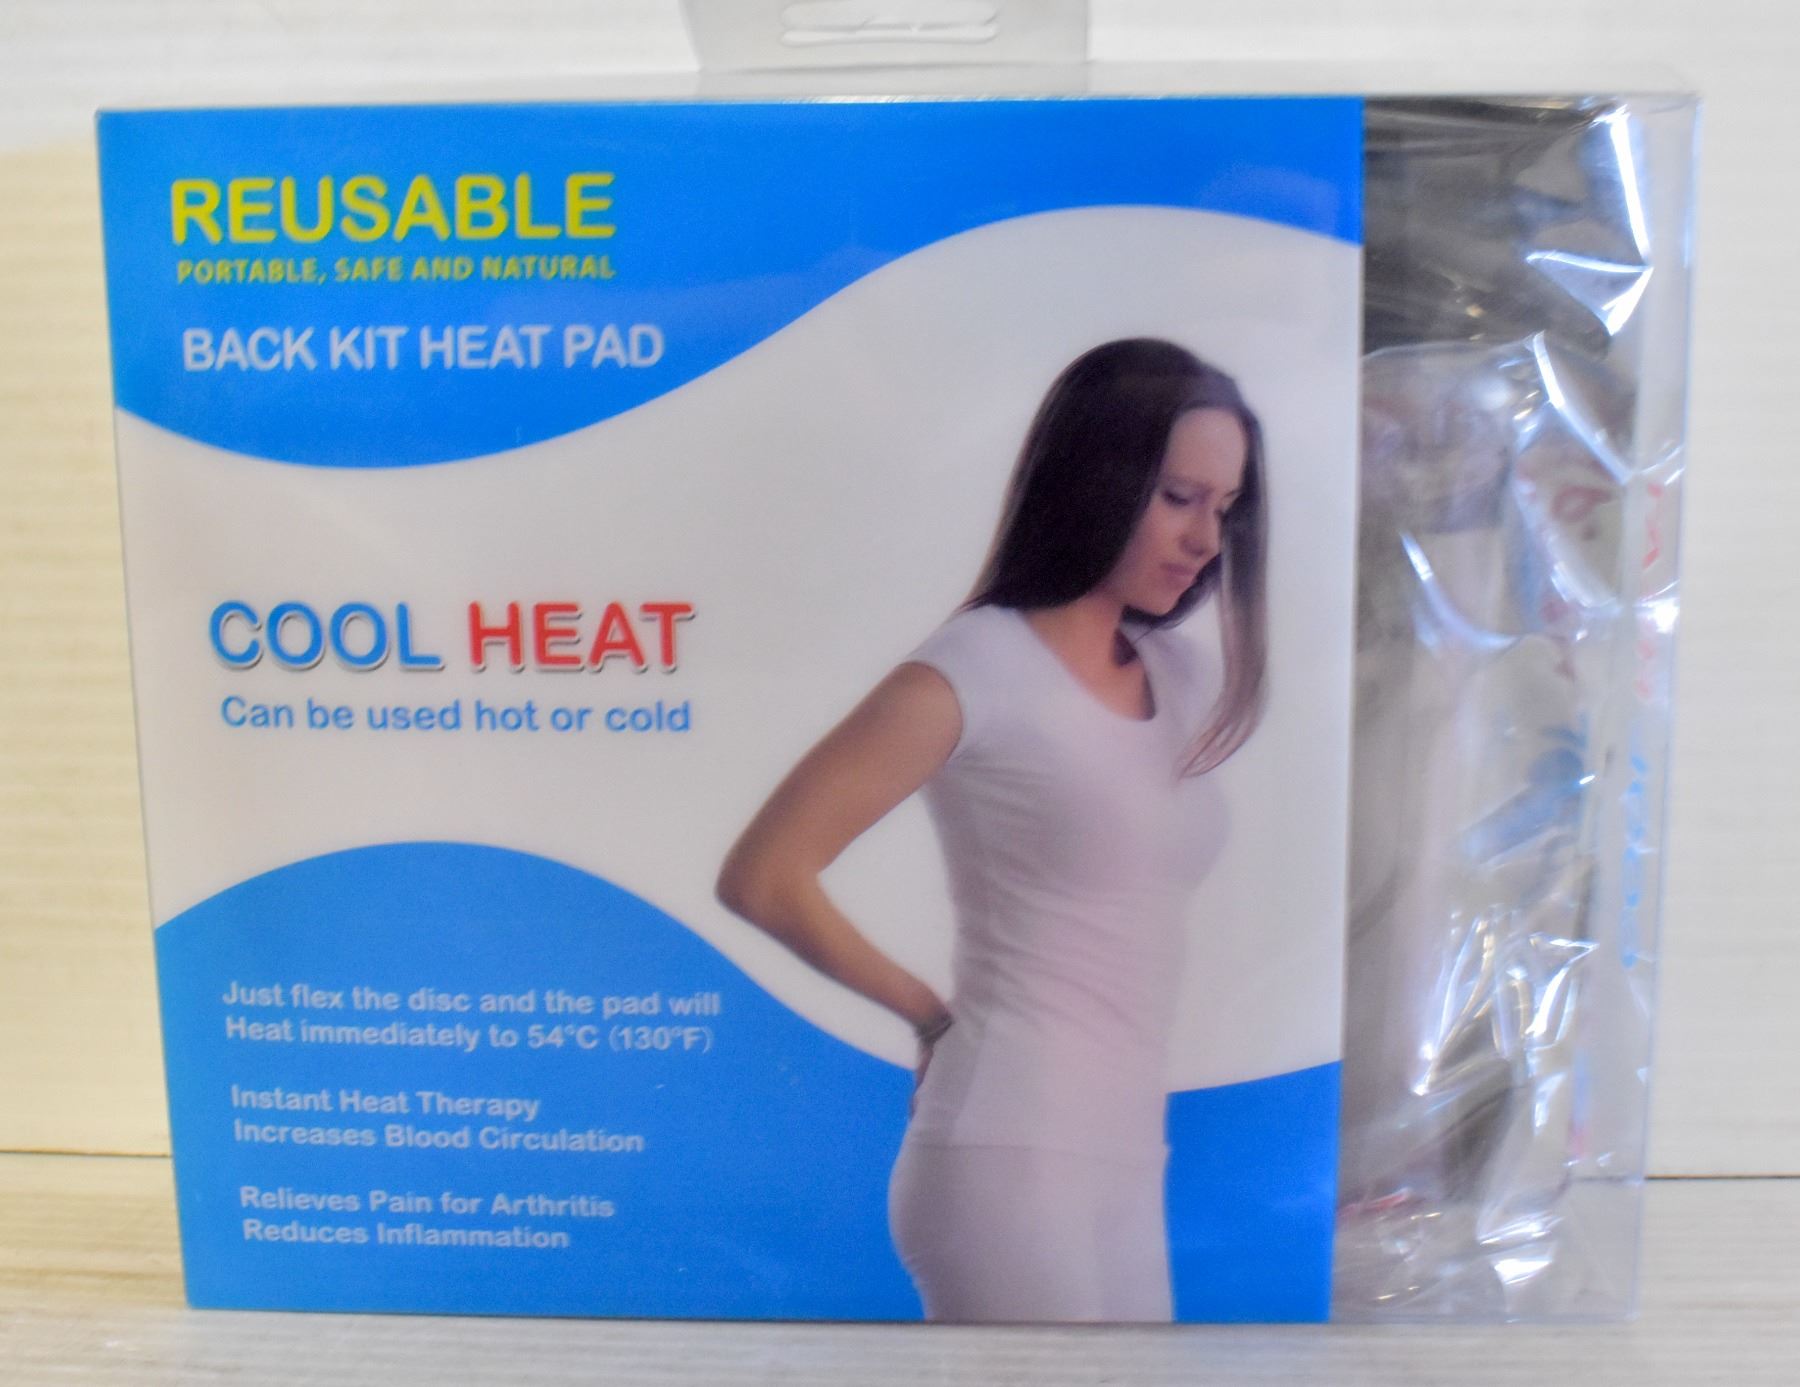 REUSABLE
PORTABLE, SAFE AND NATURAL
BACK KIT HEAT PAD
COOL HEAT
Can be used hot or cold
Just flex the disc and the pad will
Heat immediately to 54°C (130°F)
Instant Heat Therapy
Increases Blood Circulation
Relieves Pain for Arthritis
Reduces Inflammation